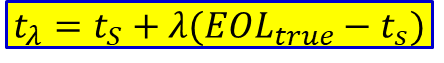 t_λ = t_S + λ(EOL_true − t_s)